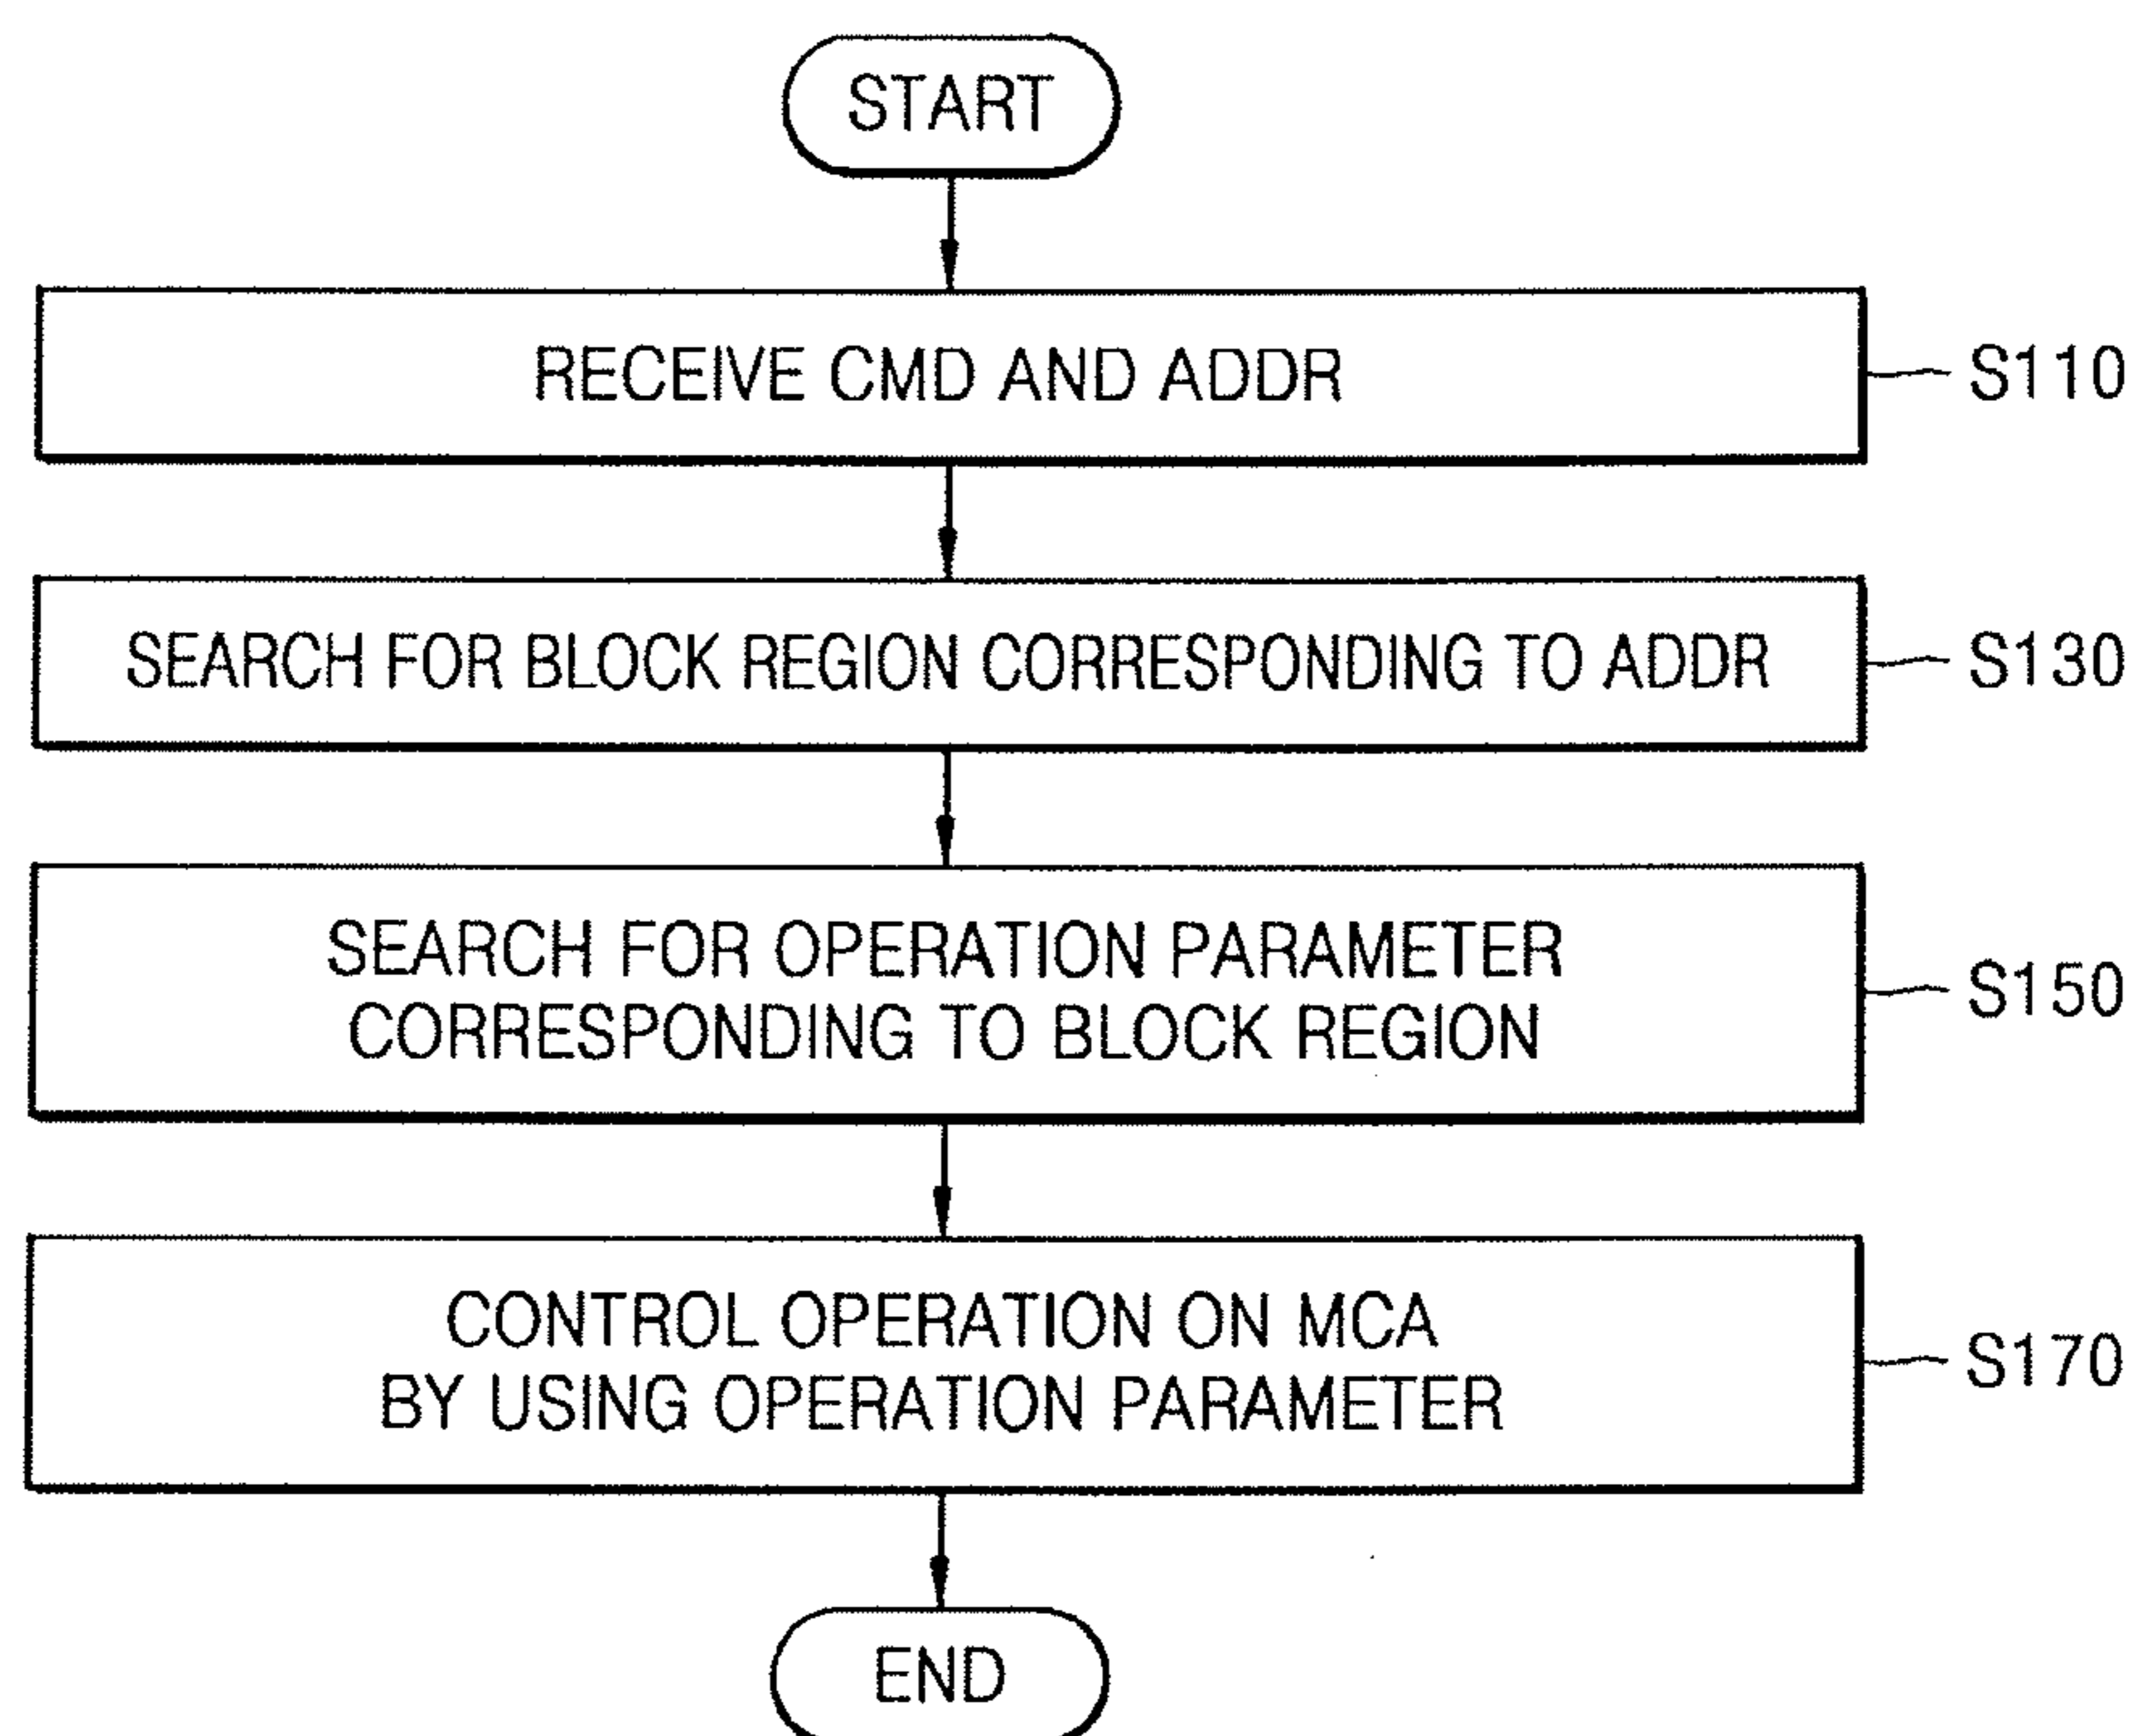 START
RECEIVE CMD AND ADDR
S110
SEARCH FOR BLOCK REGION CORRESPONDING TO ADDR
S130
SEARCH FOR OPERATION PARAMETER
CORRESPONDING TO BLOCK REGION
S150
CONTROL OPERATION ON MCA
BY USING OPERATION PARAMETER
S170
END